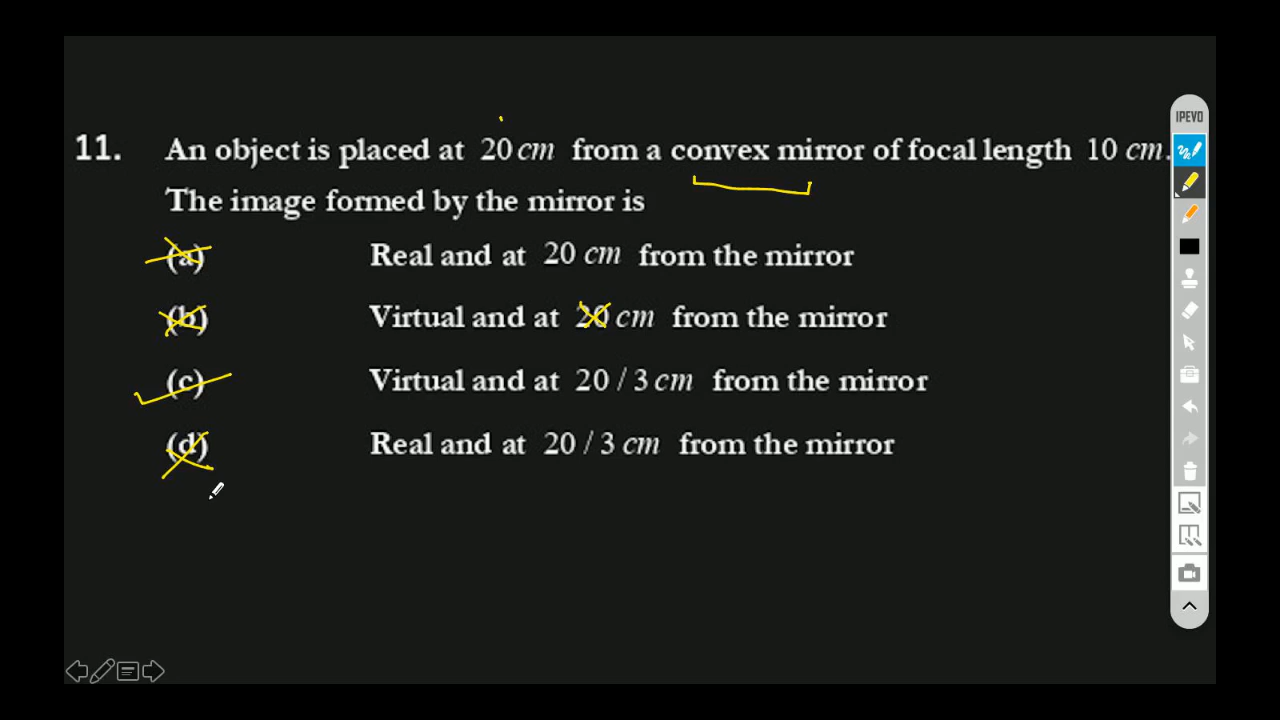 IPEVO
11. An object is placed at 20 cm from a convex mirror of focal length 10 cm.
The image formed by the mirror is
(a) Real and at 20 cm from the mirror
(b) Virtual and at 20 cm from the mirror
(c) Virtual and at 20 / 3 cm from the mirror
(d) Real and at 20 / 3 cm from the mirror